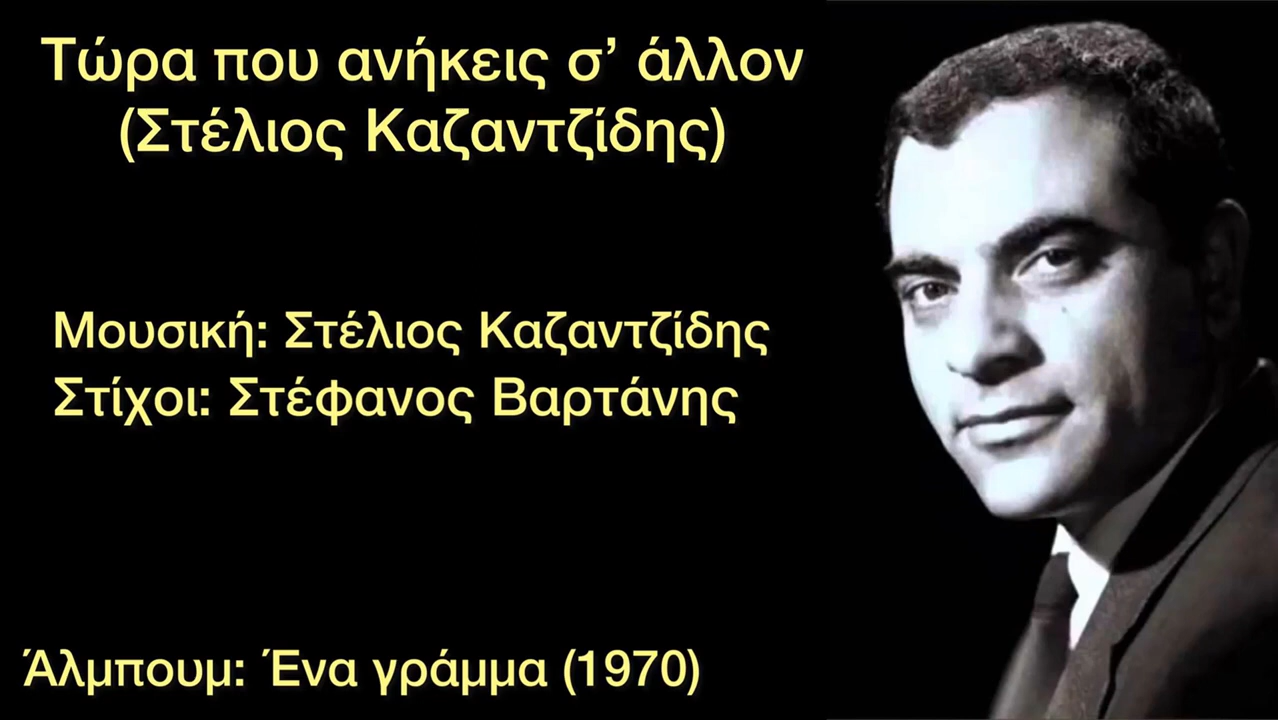 Τώρα που ανήκεις σ’ άλλον
(Στέλιος Καζαντζίδης)
Μουσική: Στέλιος Καζαντζίδης
Στίχοι: Στέφανος Βαρτάνης
Άλμπουμ: Ένα γράμμα (1970)